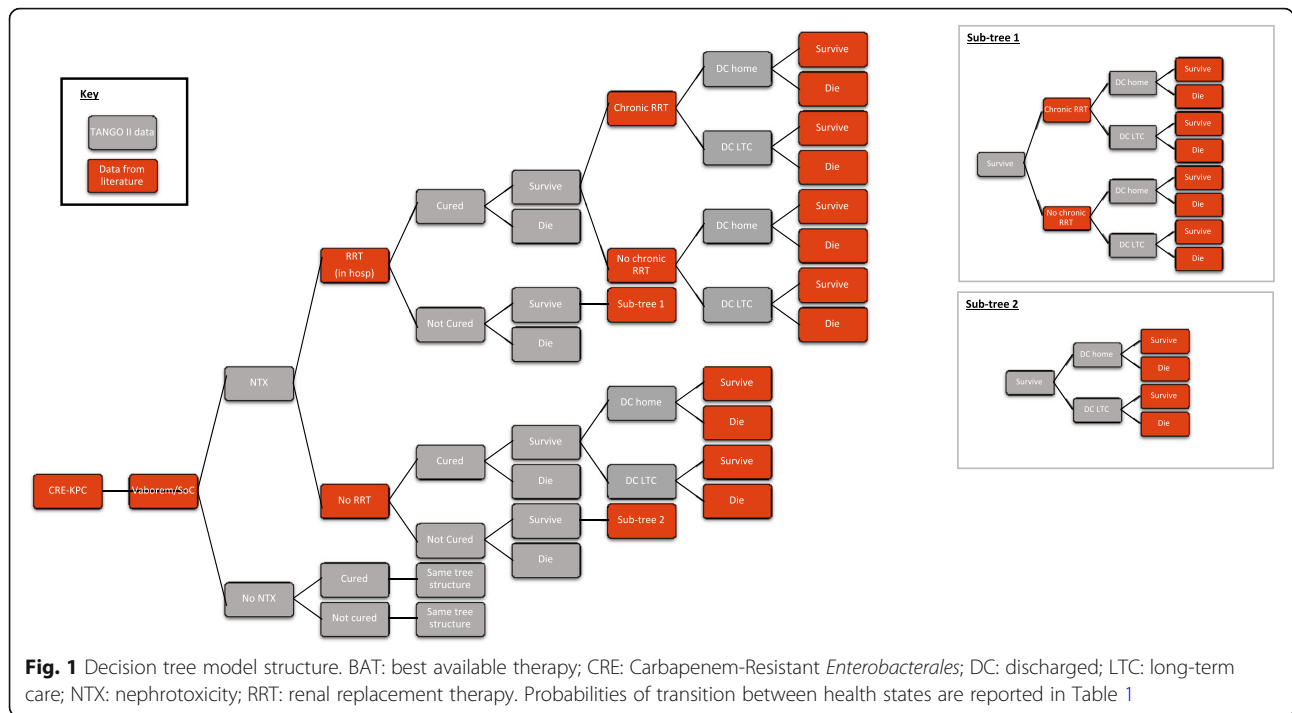 Key
TANGO II data
Data from
literature
CRE-KPC
Vaborem/SoC
NTX
No NTX
RRT
(in hosp)
No RRT
Cured
Not cured
Cured
Not Cured
Cured
Not Cured
Same tree
structure
Same tree
structure
Survive
Die
Survive
Die
Survive
Die
Survive
Die
Chronic RRT
No chronic
RRT
Sub-tree 1
DC home
DC LTC
Sub-tree 2
DC home
DC LTC
DC home
DC LTC
Survive
Die
Survive
Die
Survive
Die
Survive
Die
Survive
Die
Survive
Die
Sub-tree 1
Survive
Chronic RRT
No chronic
RRT
DC home
DC LTC
DC home
DC LTC
Survive
Die
Survive
Die
Survive
Die
Survive
Die
Sub-tree 2
Survive
DC home
DC LTC
Survive
Die
Survive
Die
Fig. 1 Decision tree model structure. BAT: best available therapy; CRE: Carbapenem-Resistant Enterobacterales; DC: discharged; LTC: long-term
care; NTX: nephrotoxicity; RRT: renal replacement therapy. Probabilities of transition between health states are reported in Table 1